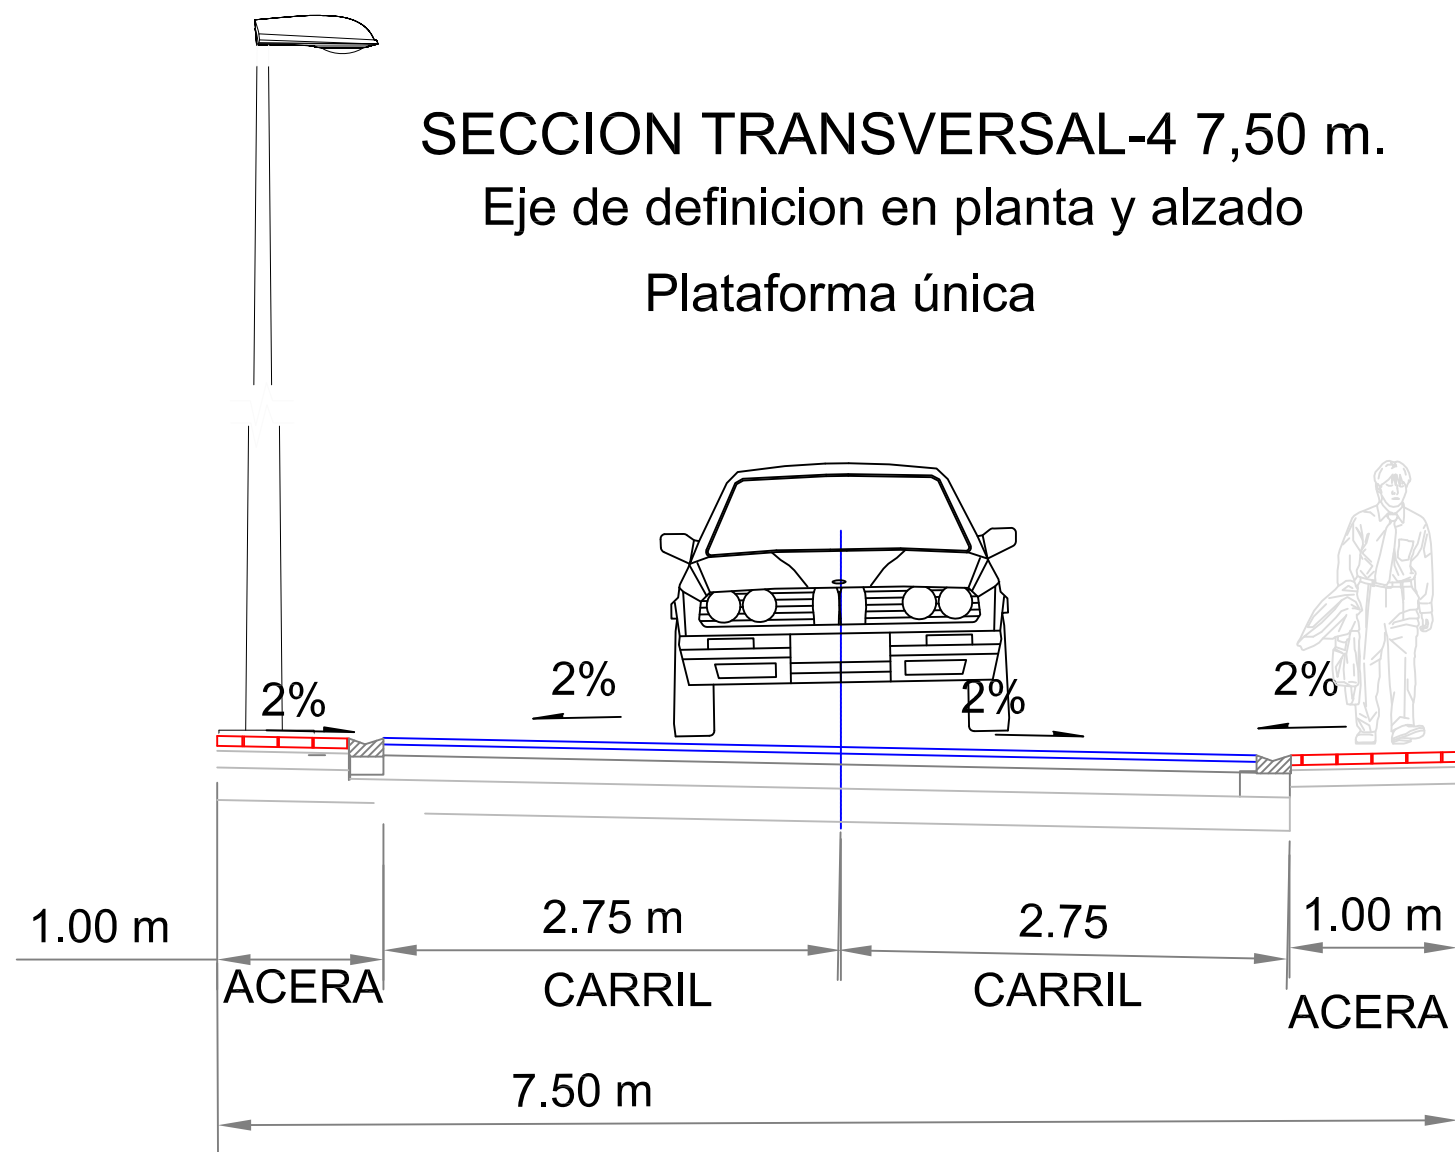 SECCION TRANSVERSAL-4 7,50 m.
Eje de definicion en planta y alzado
Plataforma única
2%
2%
2%
2%
1.00 m
2.75 m
2.75
1.00 m
ACERA
CARRIL
CARRIL
ACERA
7.50 m